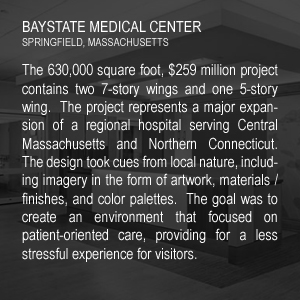 BAYSTATE MEDICAL CENTER
SPRINGFIELD, MASSACHUSETTS
The 630,000 square foot, $259 million project
contains two 7-story wings and one 5-story
wing. The project represents a major expan-
sion of a regional hospital serving Central
Massachusetts and Northern Connecticut.
The design took cues from local nature, includ-
ing imagery in the form of artwork, materials /
finishes, and color palettes. The goal was to
create an environment that focused on
patient-oriented care, providing for a less
stressful experience for visitors.